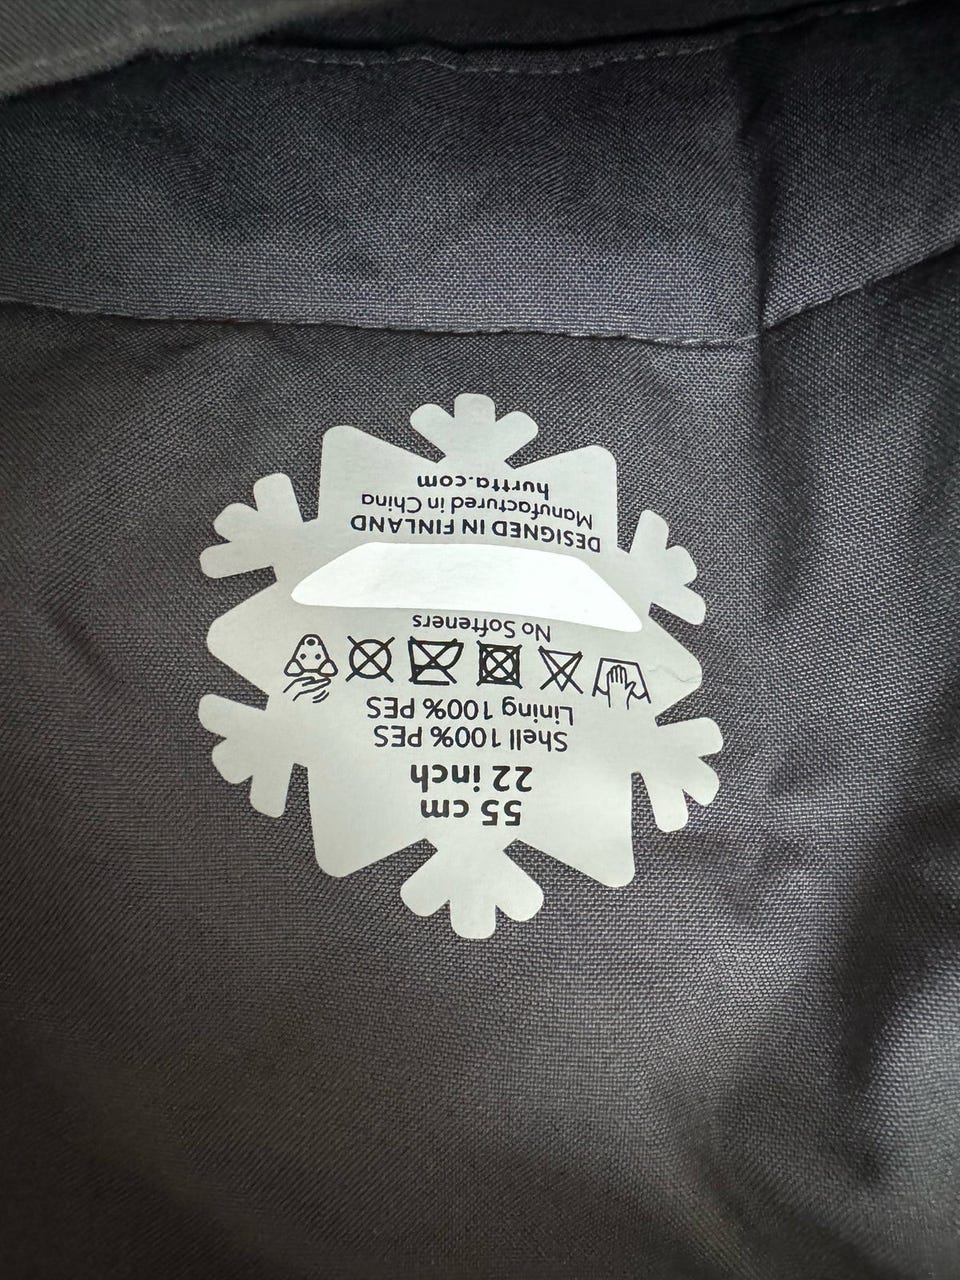 55 cm
22 inch
Shell 100% PES
Lining 100% PES
No Softeners
DESIGNED IN FINLAND
Manufactured in China
hurtta.com